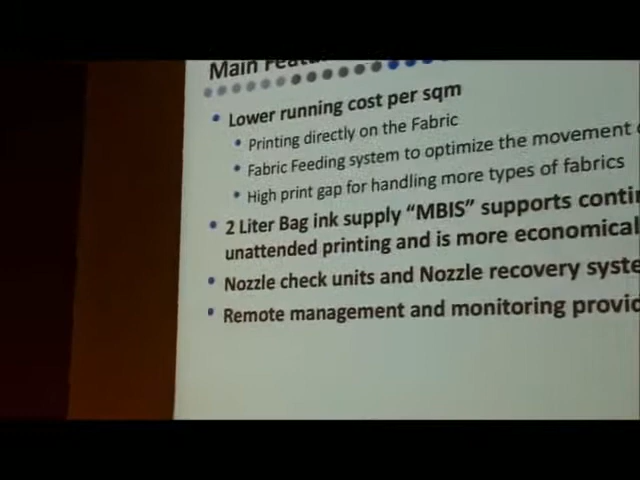 Main
• Lower running cost per sqm
• Printing directly on the Fabric
• Fabric Feeding system to optimize the movement
• High print gap for handling more types of fabrics
• 2 Liter Bag ink supply “MBIS” supports
unattended printing and is more economical
• Nozzle check units and Nozzle recovery
• Remote management and monitoring